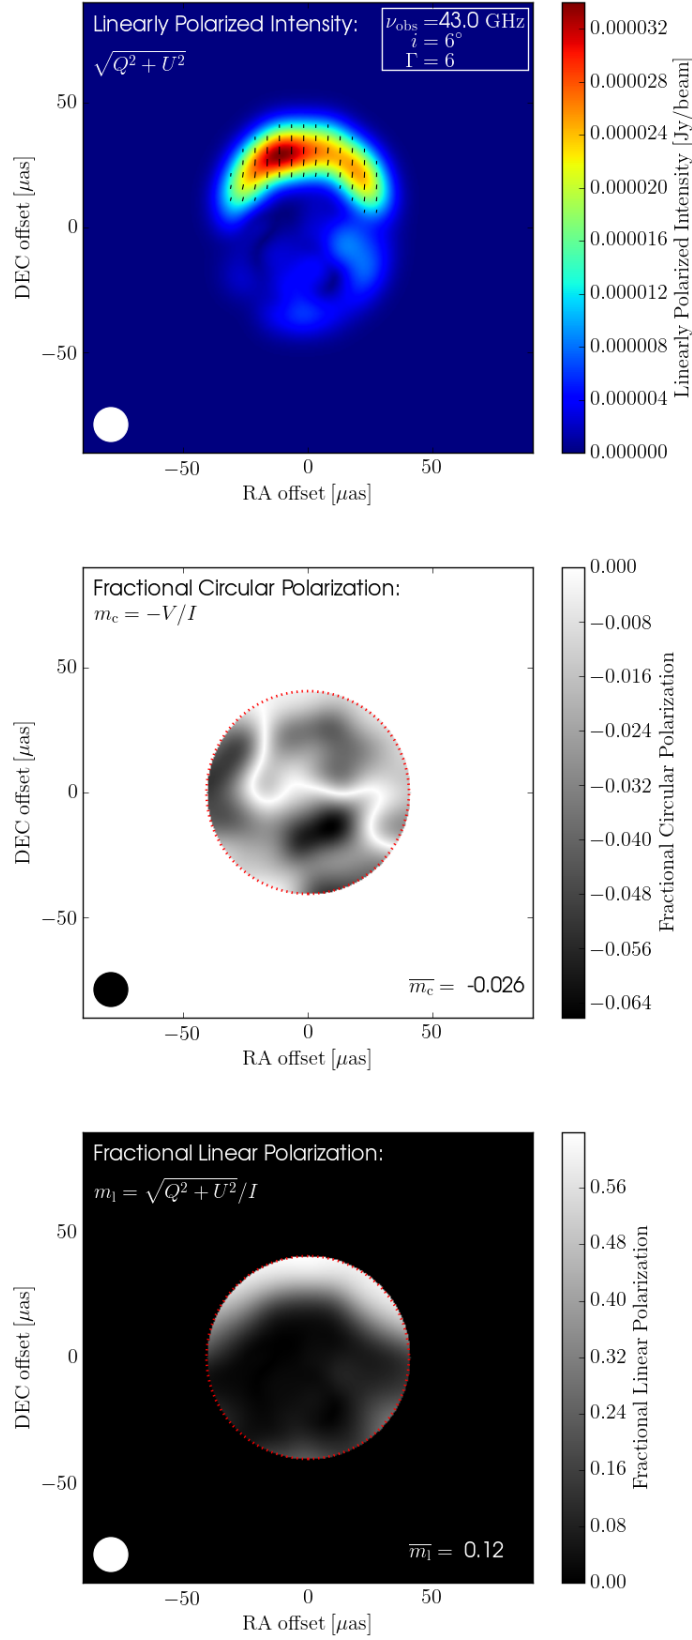 Linearly Polarized Intensity:
√Q² + U²
ν_obs =43.0 GHz
i = 6°
Γ = 6
50
0
−50
DEC offset [μas]
−50 0 50
RA offset [μas]
0.000032
0.000028
0.000024
0.000020
0.000016
0.000012
0.000008
0.000004
0.000000
Linearly Polarized Intensity [Jy/beam]
Fractional Circular Polarization:
m_c = −V/I
50
0
−50
DEC offset [μas]
m_c = -0.026
−50 0 50
RA offset [μas]
0.000
−0.008
−0.016
−0.024
−0.032
−0.040
−0.048
−0.056
−0.064
Fractional Circular Polarization
Fractional Linear Polarization:
m_l = √Q² + U²/I
50
0
−50
DEC offset [μas]
m_l = 0.12
−50 0 50
RA offset [μas]
0.56
0.48
0.40
0.32
0.24
0.16
0.08
0.00
Fractional Linear Polarization